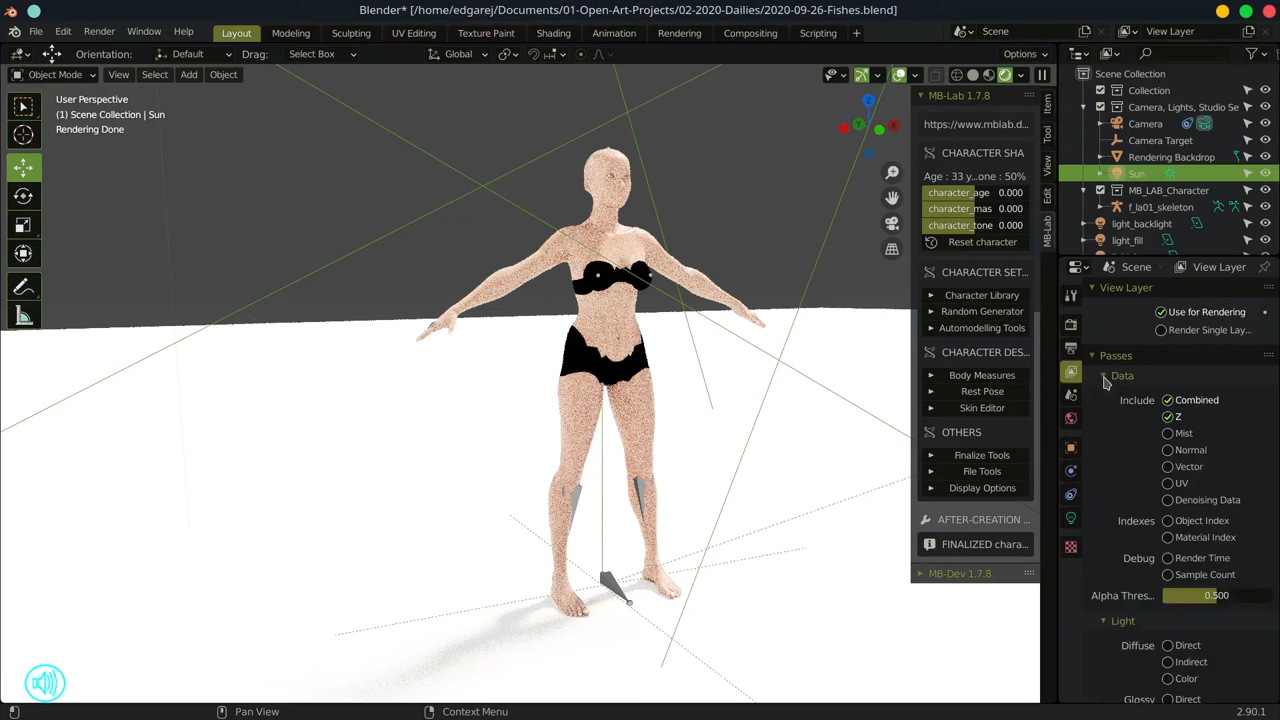 Blender* [/home/edgarej/Documents/01-Open-Art-Projects/02-2020-Dailies/2020-09-26-Fishes.blend]
File Edit Render Window Help Layout Modeling Sculpting UV Editing Texture Paint Shading Animation Rendering Compositing Scripting + Scene View Layer
Orientation: Default Drag: Select Box Global Options
Object Mode View Select Add Object
User Perspective
(1) Scene Collection | Sun
Rendering Done
Z
Y
X
MB-Lab 1.7.8
https://www.mblab.d...
CHARACTER SHA
Age : 33 y...one : 50%
character_age 0.000
character_mas 0.000
character_tone 0.000
Reset character
CHARACTER SET...
Character Library
Random Generator
Automodelling Tools
CHARACTER DES...
Body Measures
Rest Pose
Skin Editor
OTHERS
Finalize Tools
File Tools
Display Options
AFTER-CREATION ...
FINALIZED chara...
MB-Dev 1.7.8
Item
Tool
View
Edit
MB-Lab
Scene Collection
Collection
Camera, Lights, Studio Se
Camera
Camera Target
Rendering Backdrop
Sun
MB_LAB_Character
f_la01_skeleton
light_backlight
light_fill
Scene View Layer
View Layer
Use for Rendering
Render Single Lay...
Passes
Data
Include Combined
Z
Mist
Normal
Vector
UV
Denoising Data
Indexes Object Index
Material Index
Debug Render Time
Sample Count
Alpha Thres... 0.500
Light
Diffuse Direct
Indirect
Color
Glossy Direct
Pan View Context Menu 2.90.1